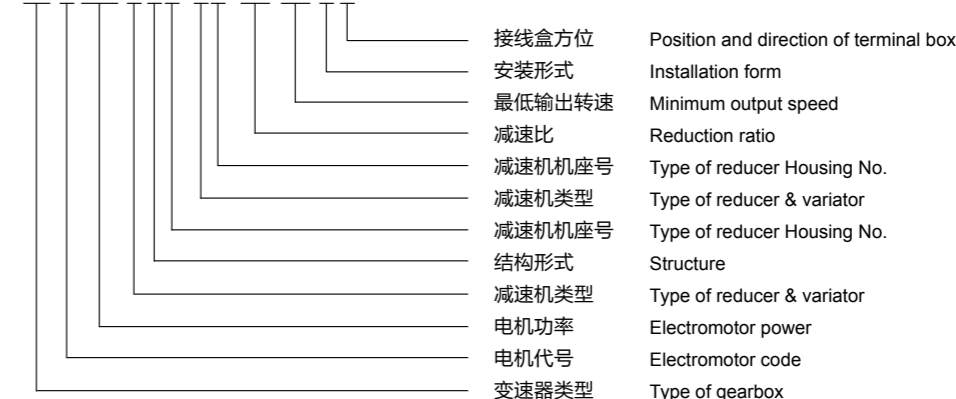 接线盒方位 Position and direction of terminal box
安装形式 Installation form
最低输出转速 Minimum output speed
减速比 Reduction ratio
减速机机座号 Type of reducer Housing No.
减速机类型 Type of reducer & variator
减速机机座号 Type of reducer Housing No.
结构形式 Structure
减速机类型 Type of reducer & variator
电机功率 Electromotor power
电机代号 Electromotor code
变速器类型 Type of gearbox